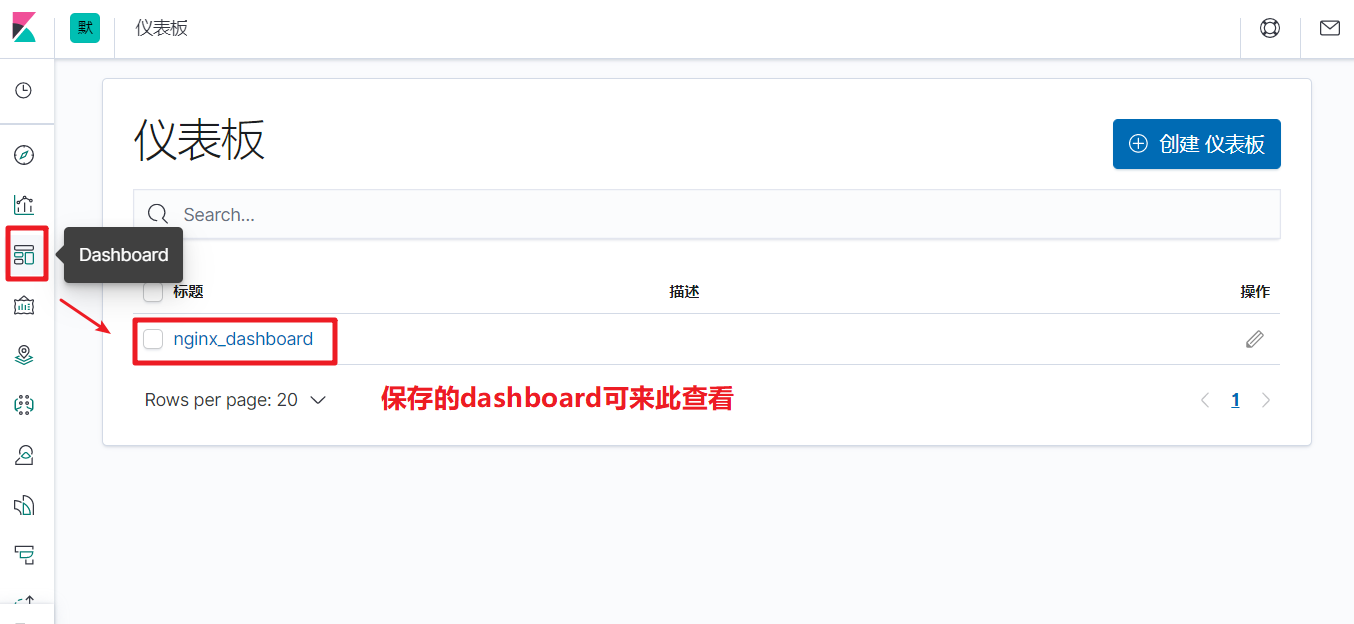 默 仪表板
仪表板
创建 仪表板
Search...
Dashboard
标题 描述 操作
nginx_dashboard
Rows per page: 20
保存的dashboard可来此查看
1